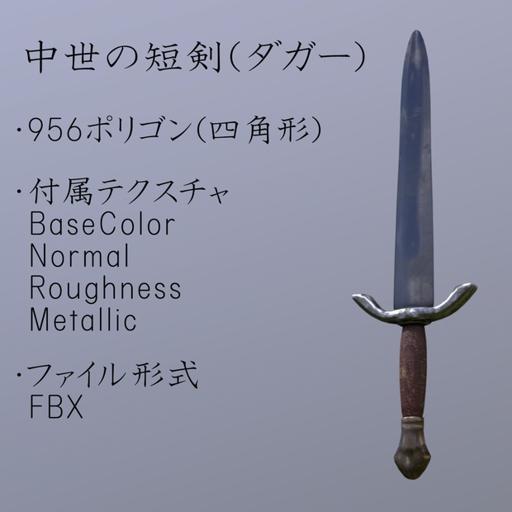 中世の短剣(ダガー)
・956ポリゴン(四角形)
・付属テクスチャ
BaseColor
Normal
Roughness
Metallic
・ファイル形式
FBX